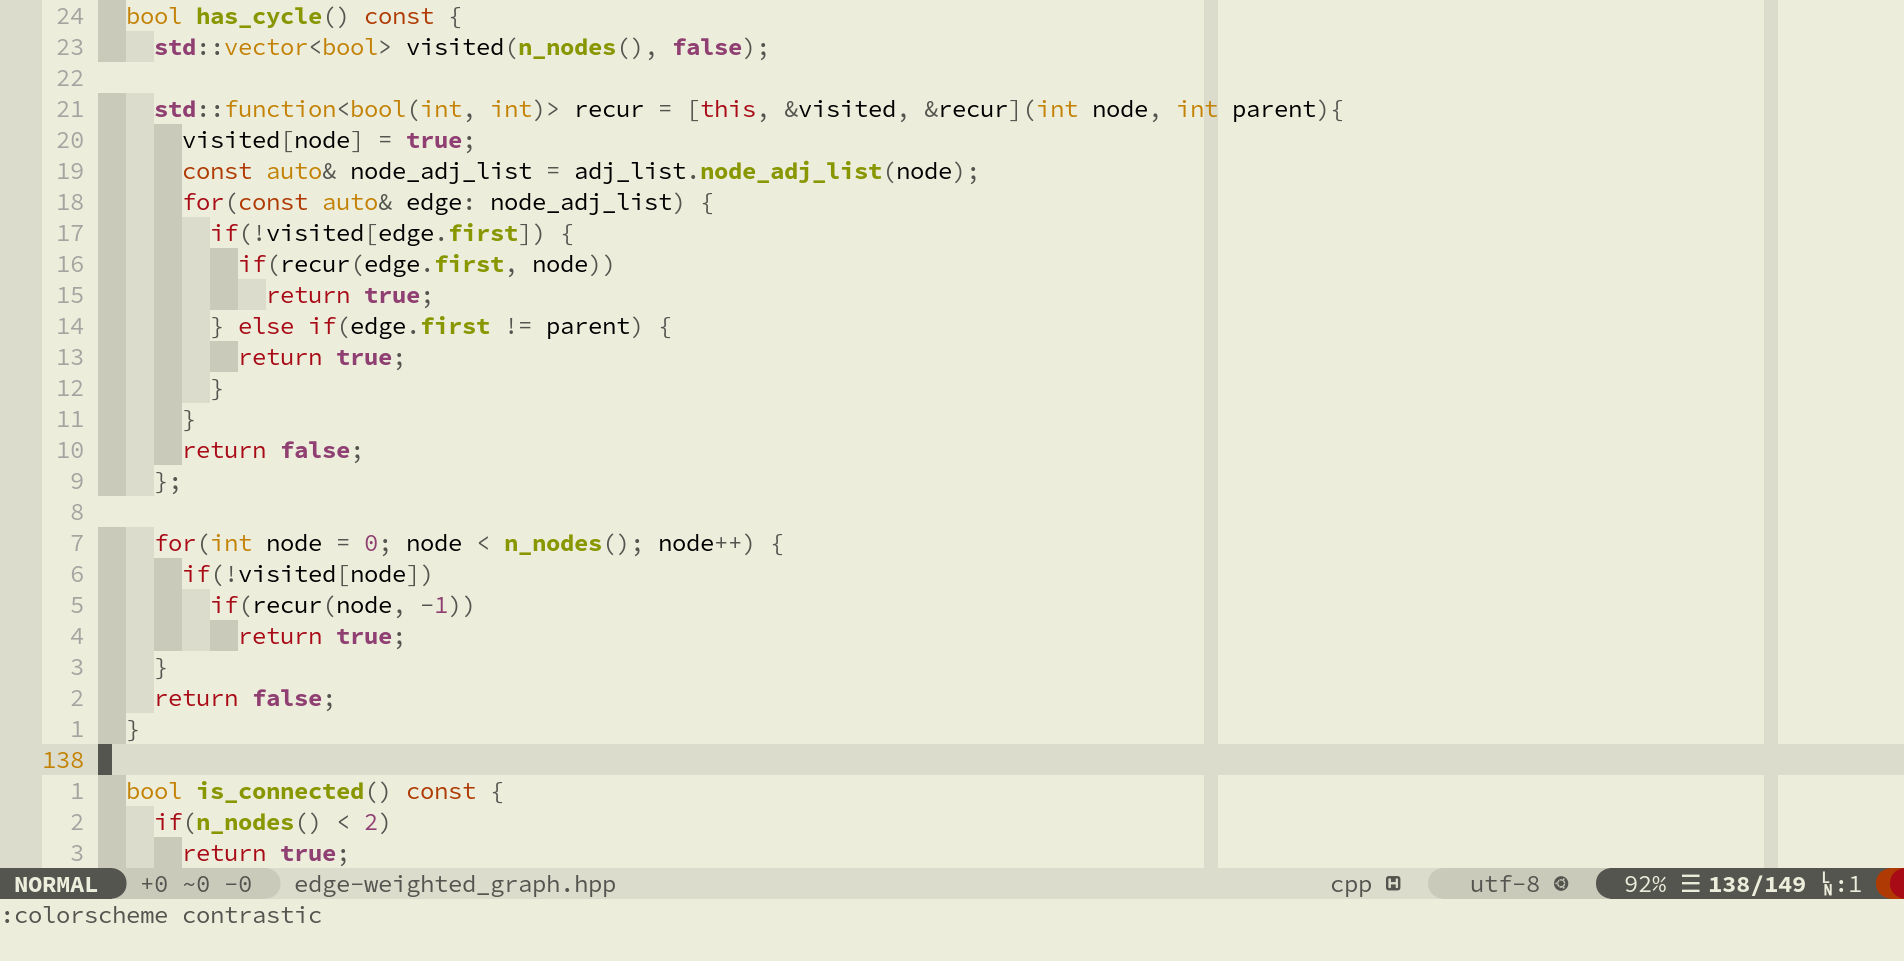 24 bool has_cycle() const {
23 std::vector<bool> visited(n_nodes(), false);
22
21 std::function<bool(int, int)> recur = [this, &visited, &recur](int node, int parent){
20 visited[node] = true;
19 const auto& node_adj_list = adj_list.node_adj_list(node);
18 for(const auto& edge: node_adj_list) {
17 if(!visited[edge.first]) {
16 if(recur(edge.first, node))
15 return true;
14 } else if(edge.first != parent) {
13 return true;
12 }
11 }
10 return false;
9 };
8
7 for(int node = 0; node < n_nodes(); node++) {
6 if(!visited[node])
5 if(recur(node, -1))
4 return true;
3 }
2 return false;
1 }
138
1 bool is_connected() const {
2 if(n_nodes() < 2)
3 return true;
NORMAL +0 ~0 -0 edge-weighted_graph.hpp cpp utf-8 92% ☰ 138/149 LN:1
:colorscheme contrastic